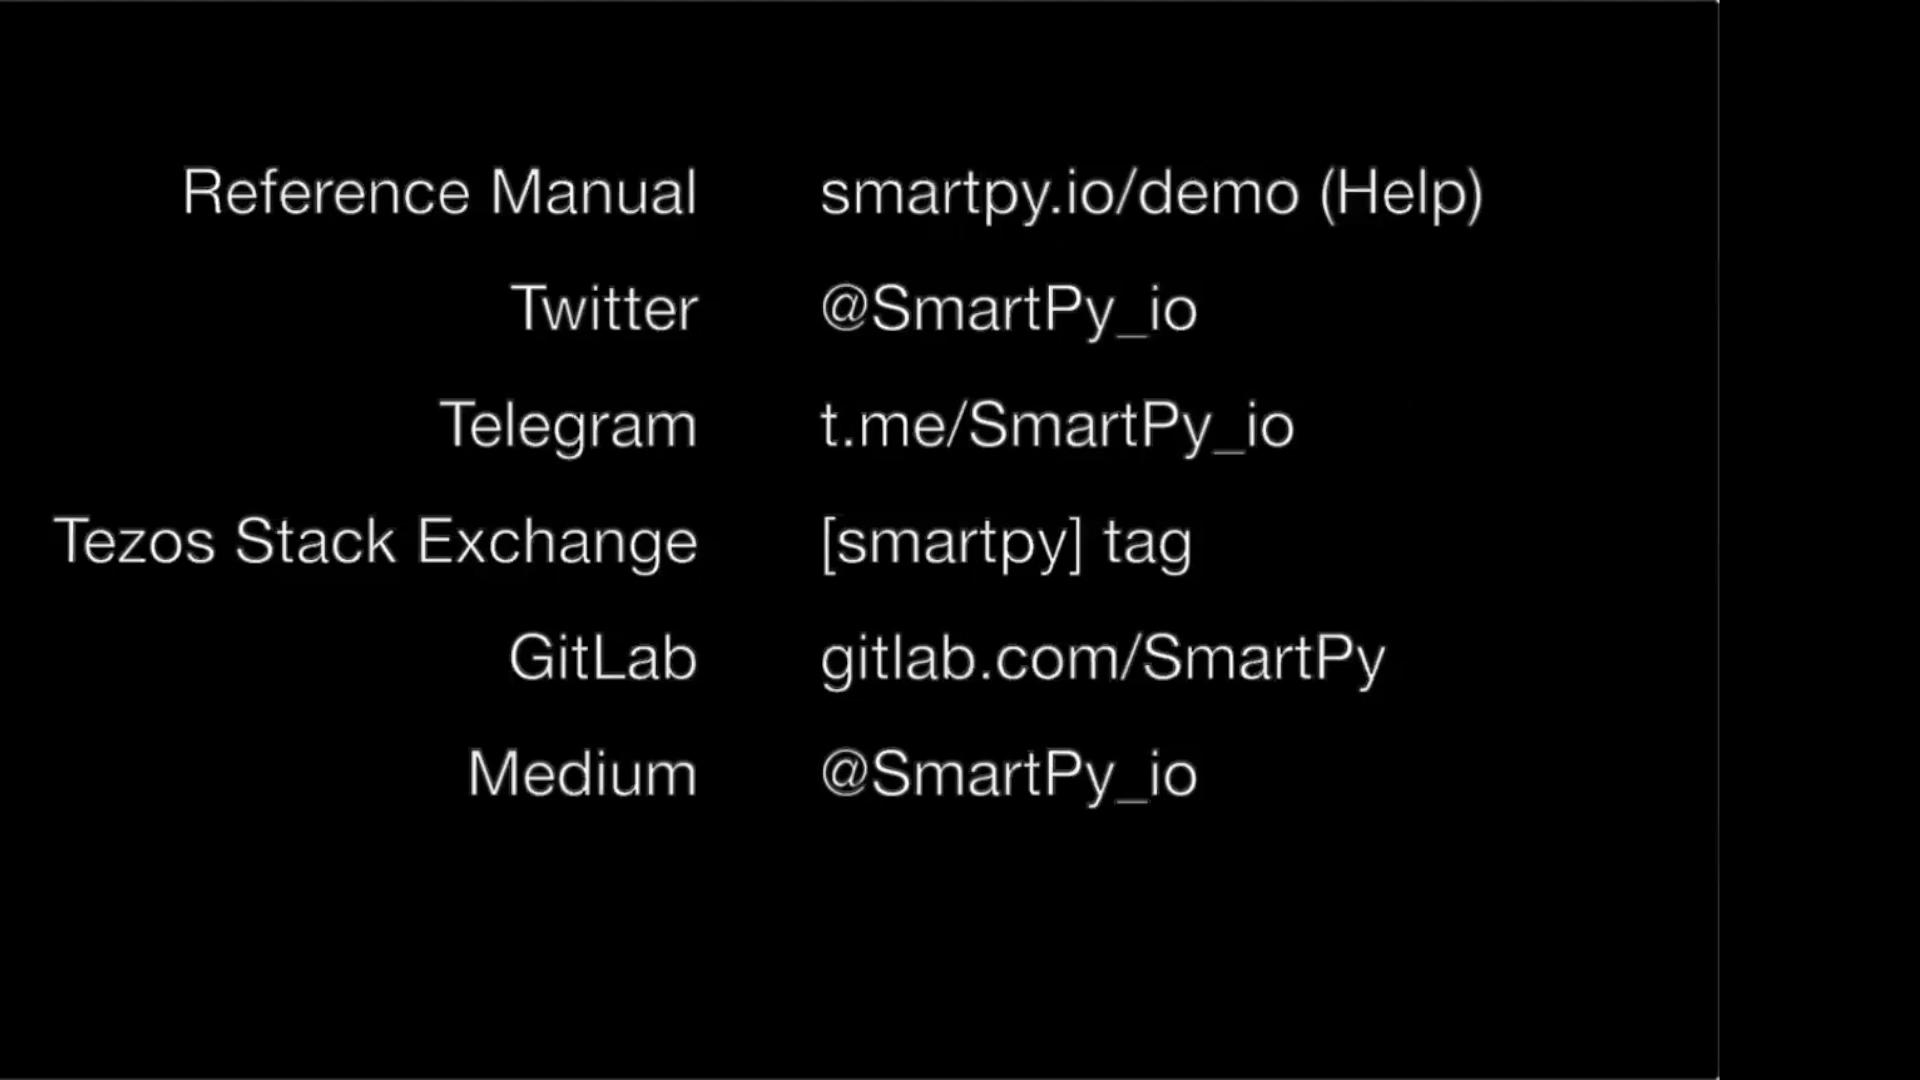 Reference Manual smartpy.io/demo (Help)
Twitter @SmartPy_io
Telegram t.me/SmartPy_io
Tezos Stack Exchange [smartpy] tag
GitLab gitlab.com/SmartPy
Medium @SmartPy_io